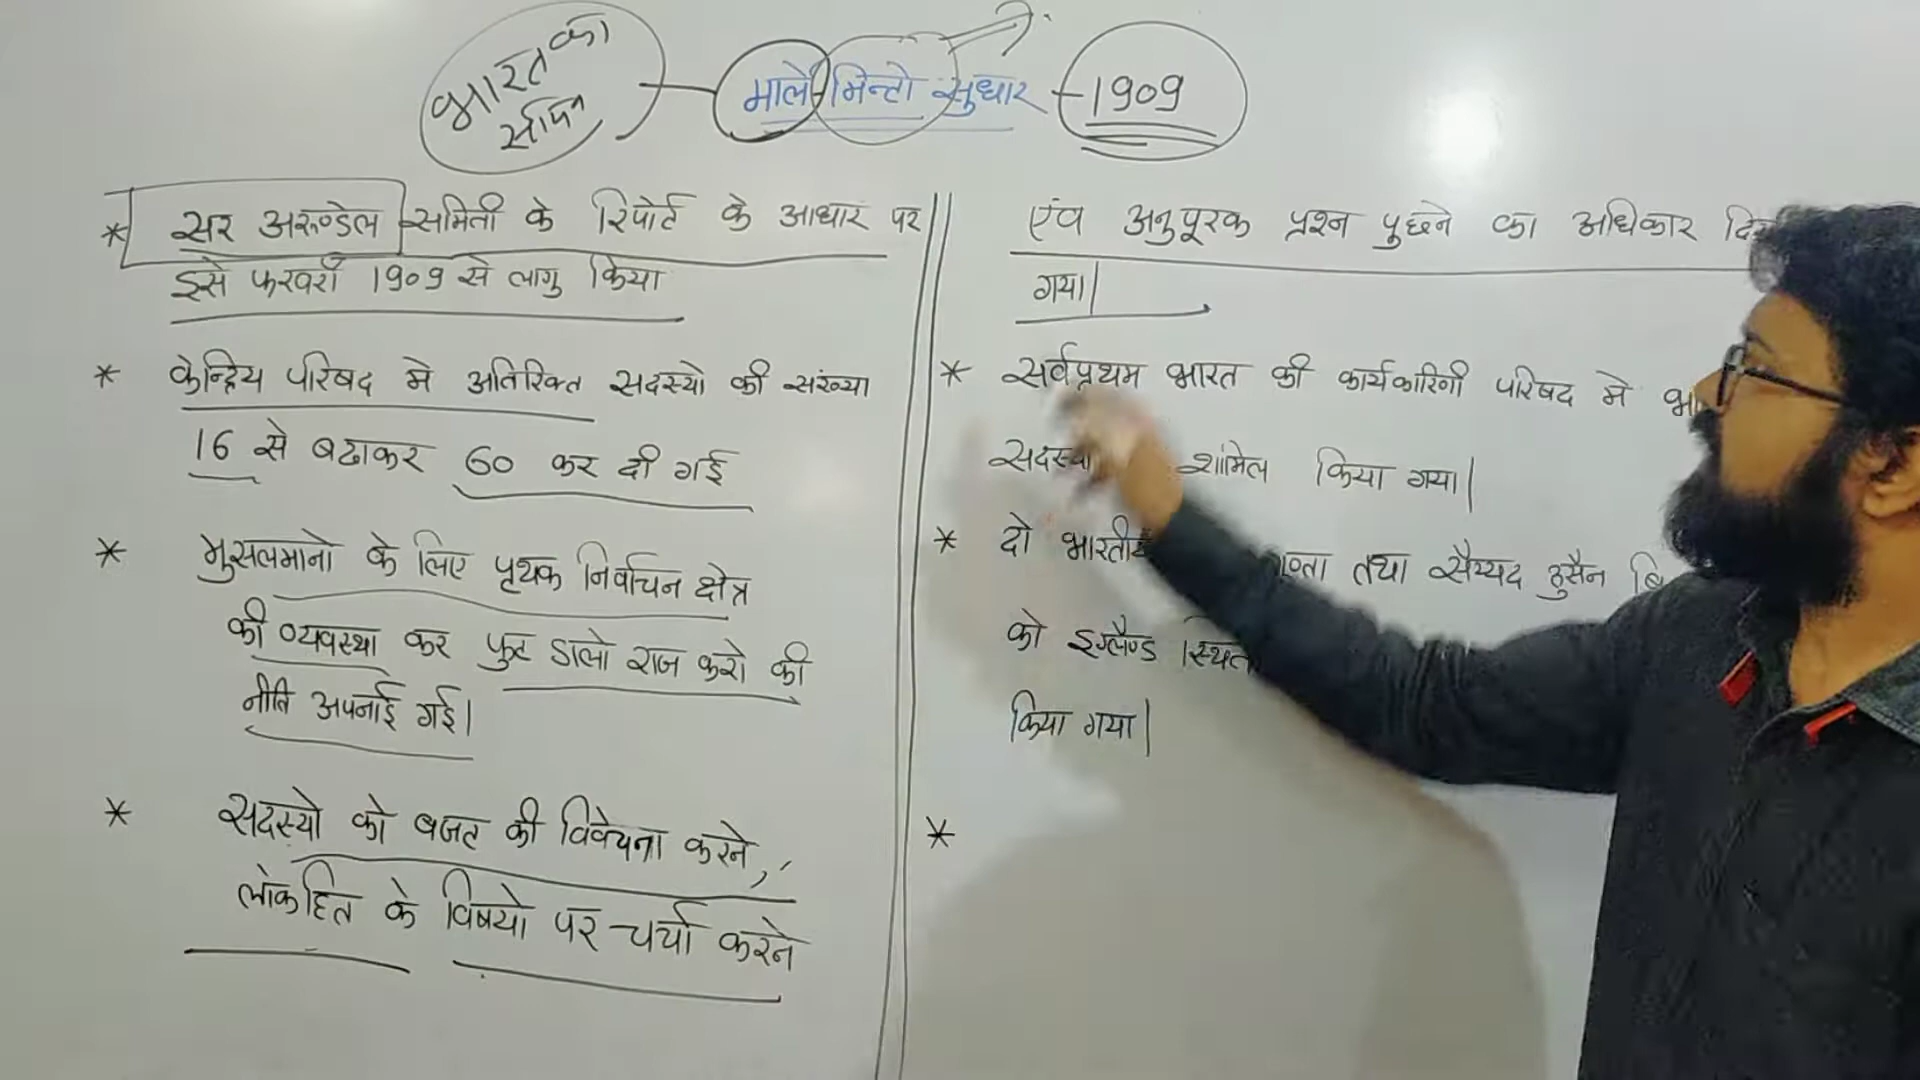 भारत का
सचिव
मार्ले मिन्टो सुधार - 1909
* सर अरुण्डेल समिती के रिपोर्ट के आधार पर
इसे फरवरी 1909 से लागु किया
* केन्द्रिय परिषद मे अतिरिक्त सदस्यो की संख्या
16 से बढाकर 60 कर दी गई
* मुसलमानो के लिए पृथक निर्वाचन क्षेत्र
की व्यवस्था कर फुट डालो राज करो की
नीति अपनाई गई।
* सदस्यो को बजट की विवेचना करने,
लोकहित के विषयो पर चर्चा करने
एंव अनुपूरक प्रश्न पुछने का अधिकार
गया।
* सर्वप्रथम भारत की कार्यकारिणी परिषद मे
शामिल किया गया।
* दो तथा सैय्यद हुसैन
को इग्लैण्ड
किया गया।
*